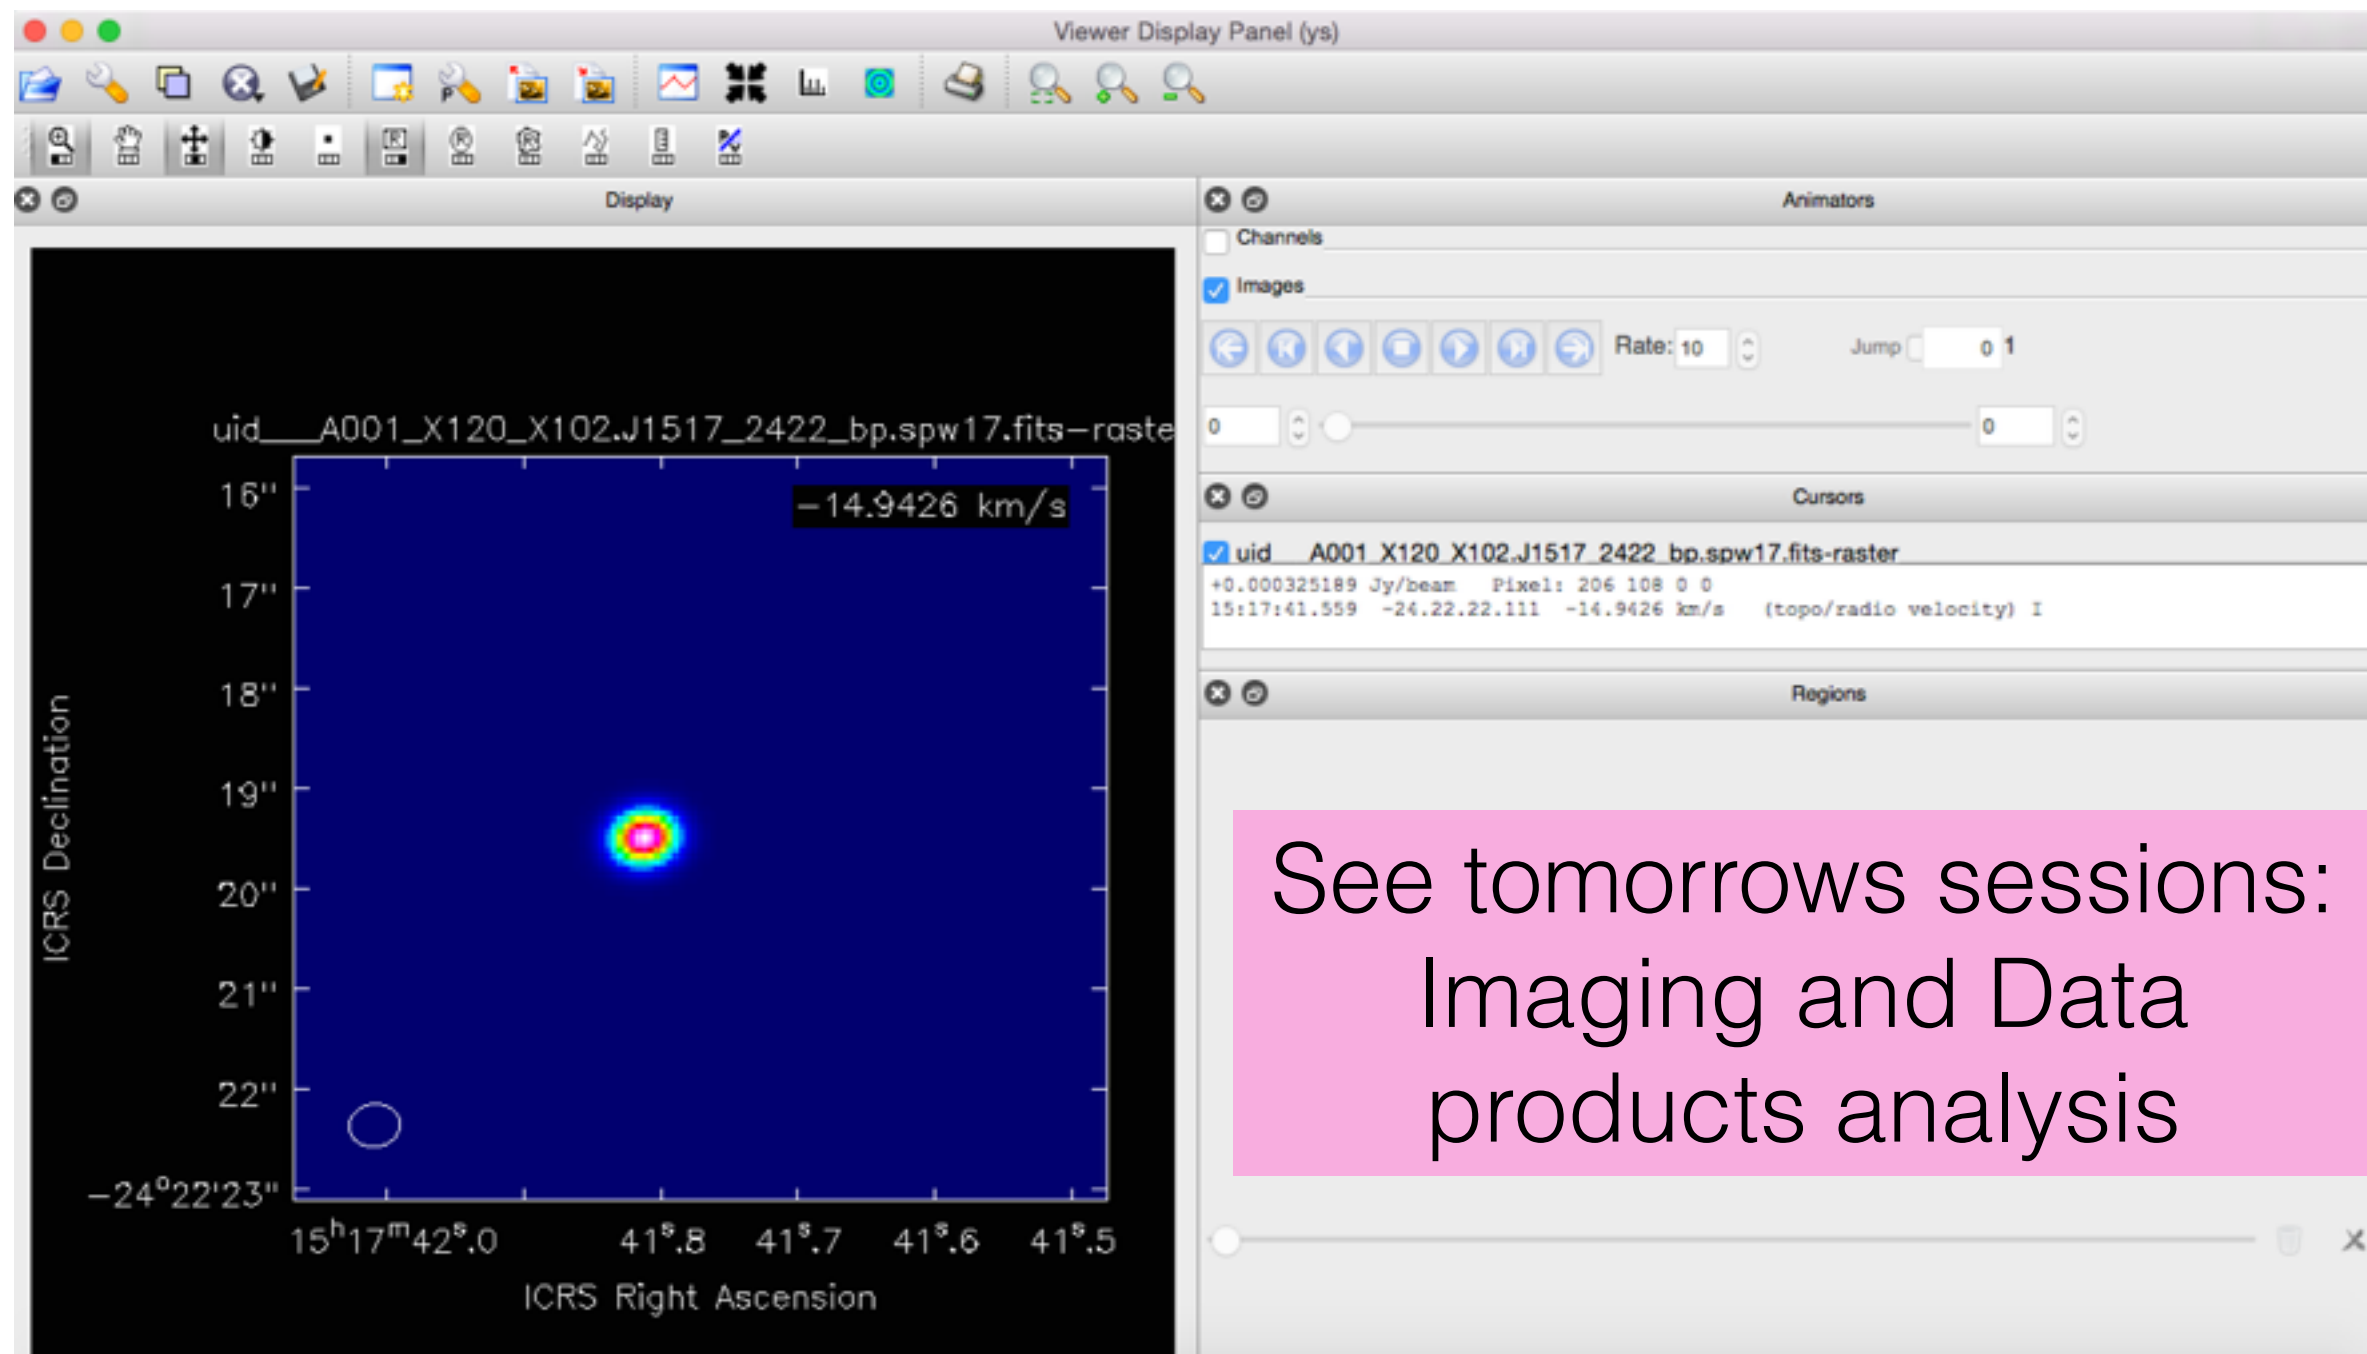 Viewer Display Panel (ys)
Display
uid___A001_X120_X102.J1517_2422_bp.spw17.fits-raste
-14.9426 km/s
16"
17"
18"
19"
20"
21"
22"
-24°22'23"
ICRS Declination
15ʰ17ᵐ42ˢ.0 41ˢ.8 41ˢ.7 41ˢ.6 41ˢ.5
ICRS Right Ascension
Animators
Channels
Images
Rate: 10 Jump 0 1
0 0
Cursors
uid___A001_X120_X102.J1517_2422_bp.spw17.fits-raster
+0.000325189 Jy/beam Pixel: 206 108 0 0
15:17:41.559 -24.22.22.111 -14.9426 km/s (topo/radio velocity) I
Regions
See tomorrows sessions:
Imaging and Data
products analysis